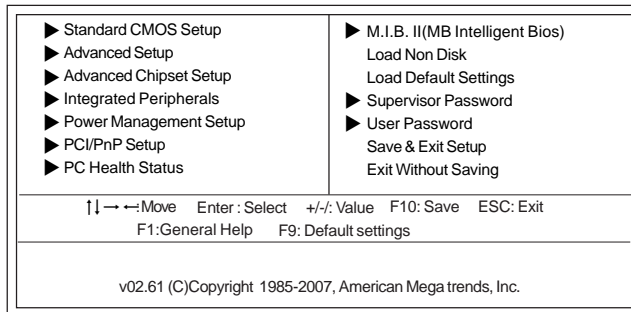 ▶ Standard CMOS Setup
▶ Advanced Setup
▶ Advanced Chipset Setup
▶ Integrated Peripherals
▶ Power Management Setup
▶ PCI/PnP Setup
▶ PC Health Status
▶ M.I.B. II(MB Intelligent Bios)
Load Non Disk
Load Default Settings
▶ Supervisor Password
▶ User Password
Save & Exit Setup
Exit Without Saving
↑↓→←:Move Enter : Select +/-/: Value F10: Save ESC: Exit
F1:General Help F9: Default settings
v02.61 (C)Copyright 1985-2007, American Mega trends, Inc.